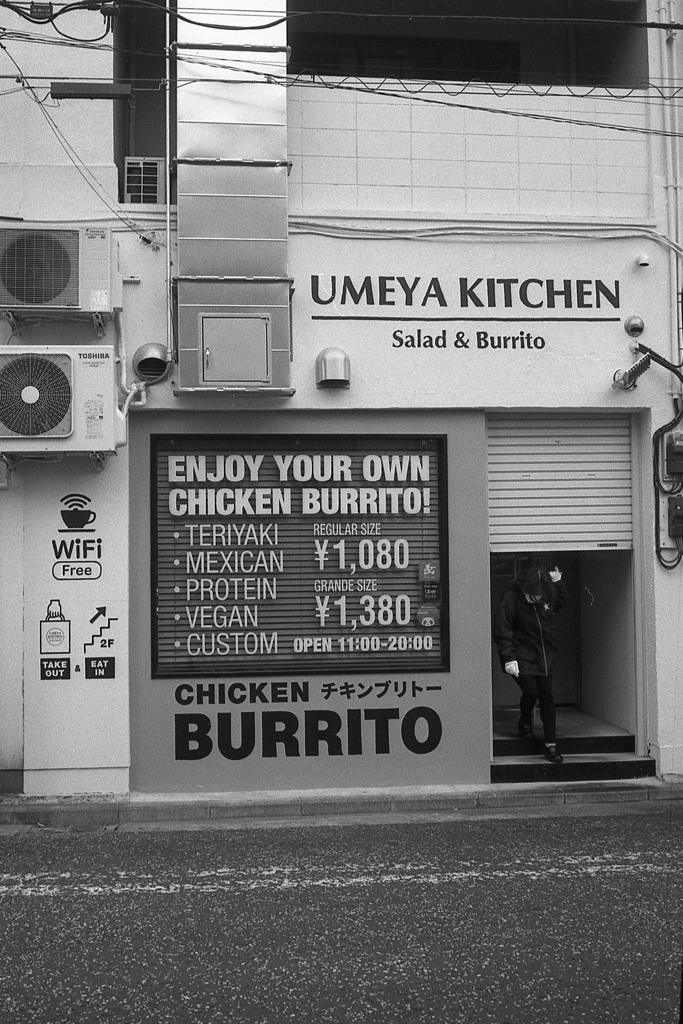 UMEYA KITCHEN
Salad & Burrito
TOSHIBA
ENJOY YOUR OWN
CHICKEN BURRITO!
• TERIYAKI
• MEXICAN
• PROTEIN
• VEGAN
• CUSTOM
REGULAR SIZE
¥1,080
GRANDE SIZE
¥1,380
OPEN 11:00-20:00
CHICKEN チキンブリトー
BURRITO
WiFi
Free
2F
TAKE OUT & EAT IN